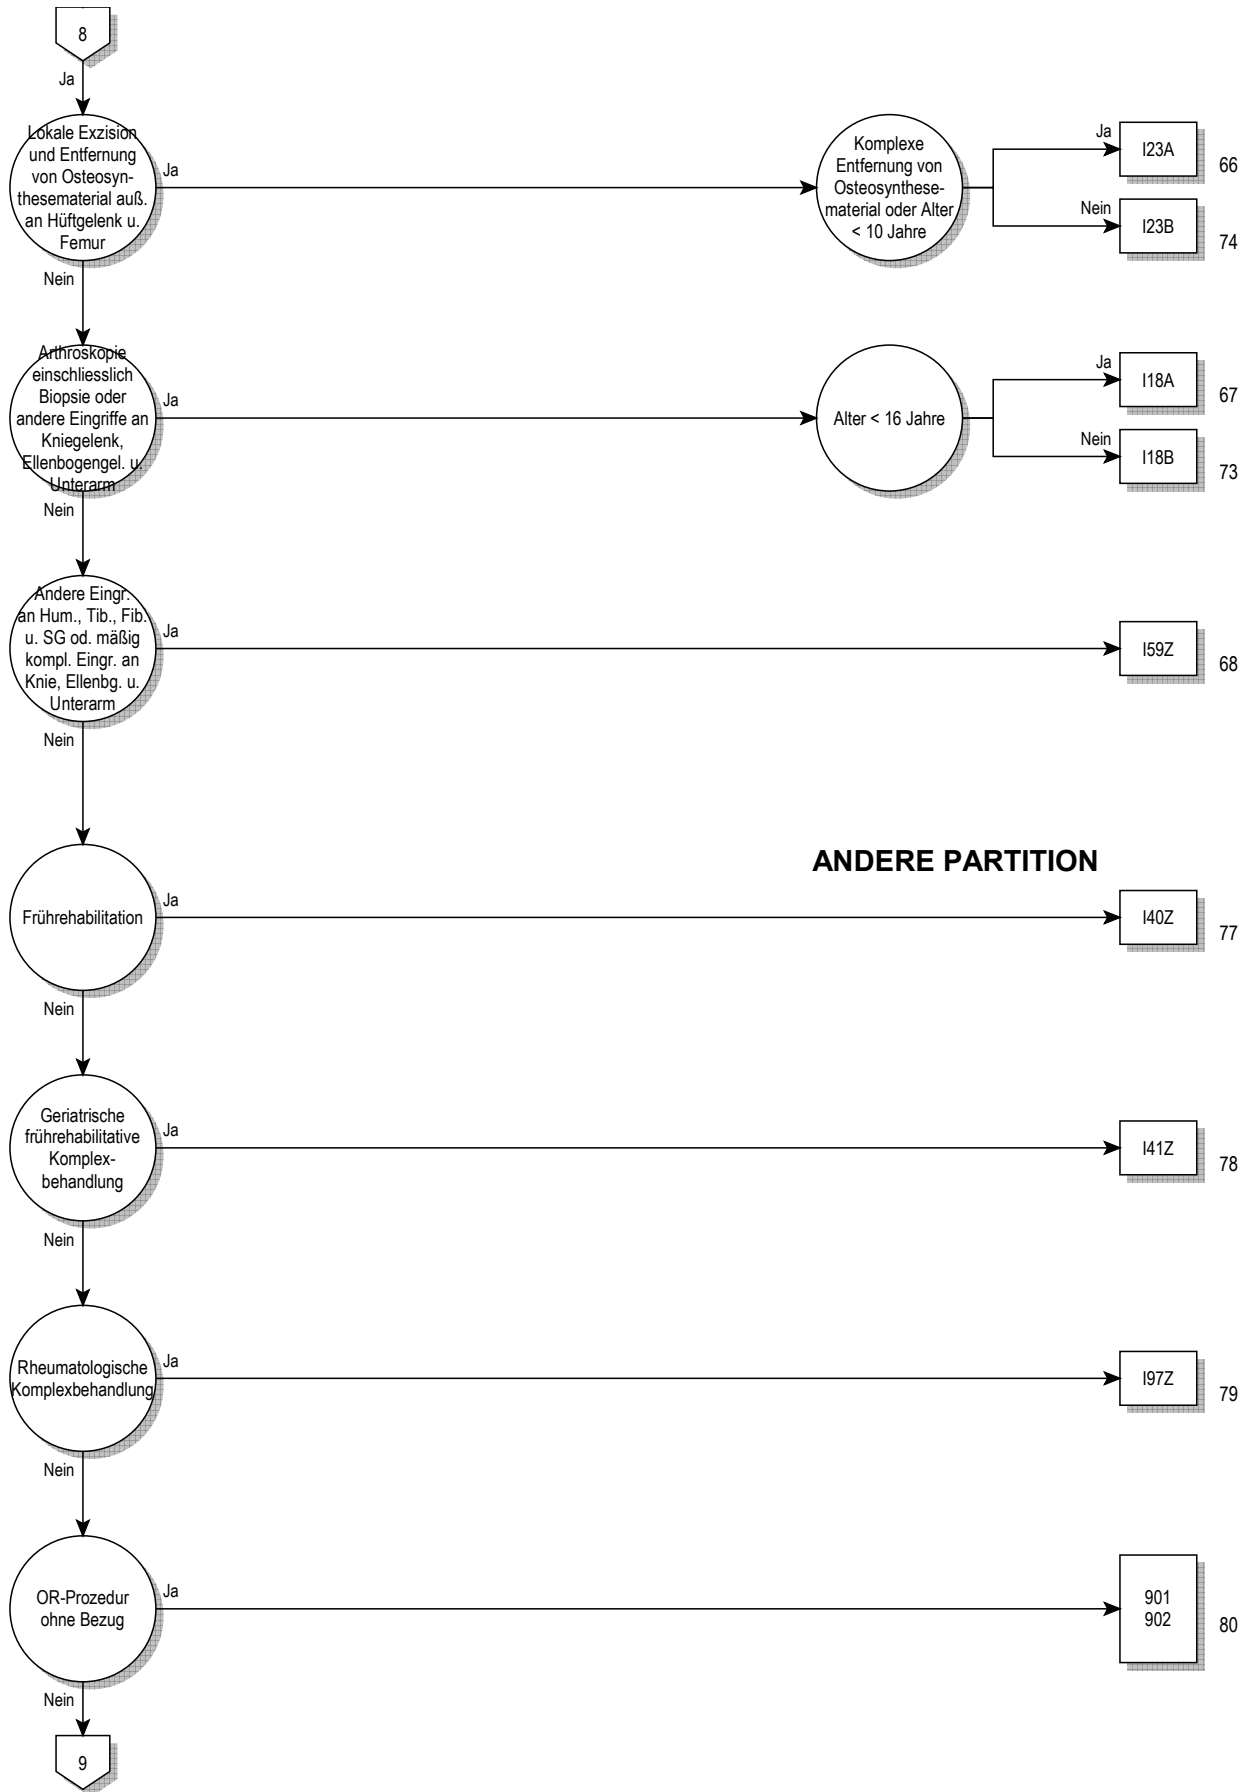 8
Ja
Lokale Exzision
und Entfernung
von Osteosyn-
thesematerial auß.
an Hüftgelenk u.
Femur
Ja
Komplexe
Entfernung von
Osteosynthese-
material oder Alter
< 10 Jahre
Ja
I23A
66
Nein
I23B
74
Nein
Arthroskopie
einschliesslich
Biopsie oder
andere Eingriffe an
Kniegelenk,
Ellenbogengel. u.
Unterarm
Ja
Alter < 16 Jahre
Ja
I18A
67
Nein
I18B
73
Nein
Andere Eingr.
an Hum., Tib., Fib.
u. SG od. mäßig
kompl. Eingr. an
Knie, Ellenbg. u.
Unterarm
Ja
I59Z
68
Nein
ANDERE PARTITION
Frührehabilitation
Ja
I40Z
77
Nein
Geriatrische
frührehabilitative
Komplex-
behandlung
Ja
I41Z
78
Nein
Rheumatologische
Komplexbehandlung
Ja
I97Z
79
Nein
OR-Prozedur
ohne Bezug
Ja
901
902
80
Nein
9